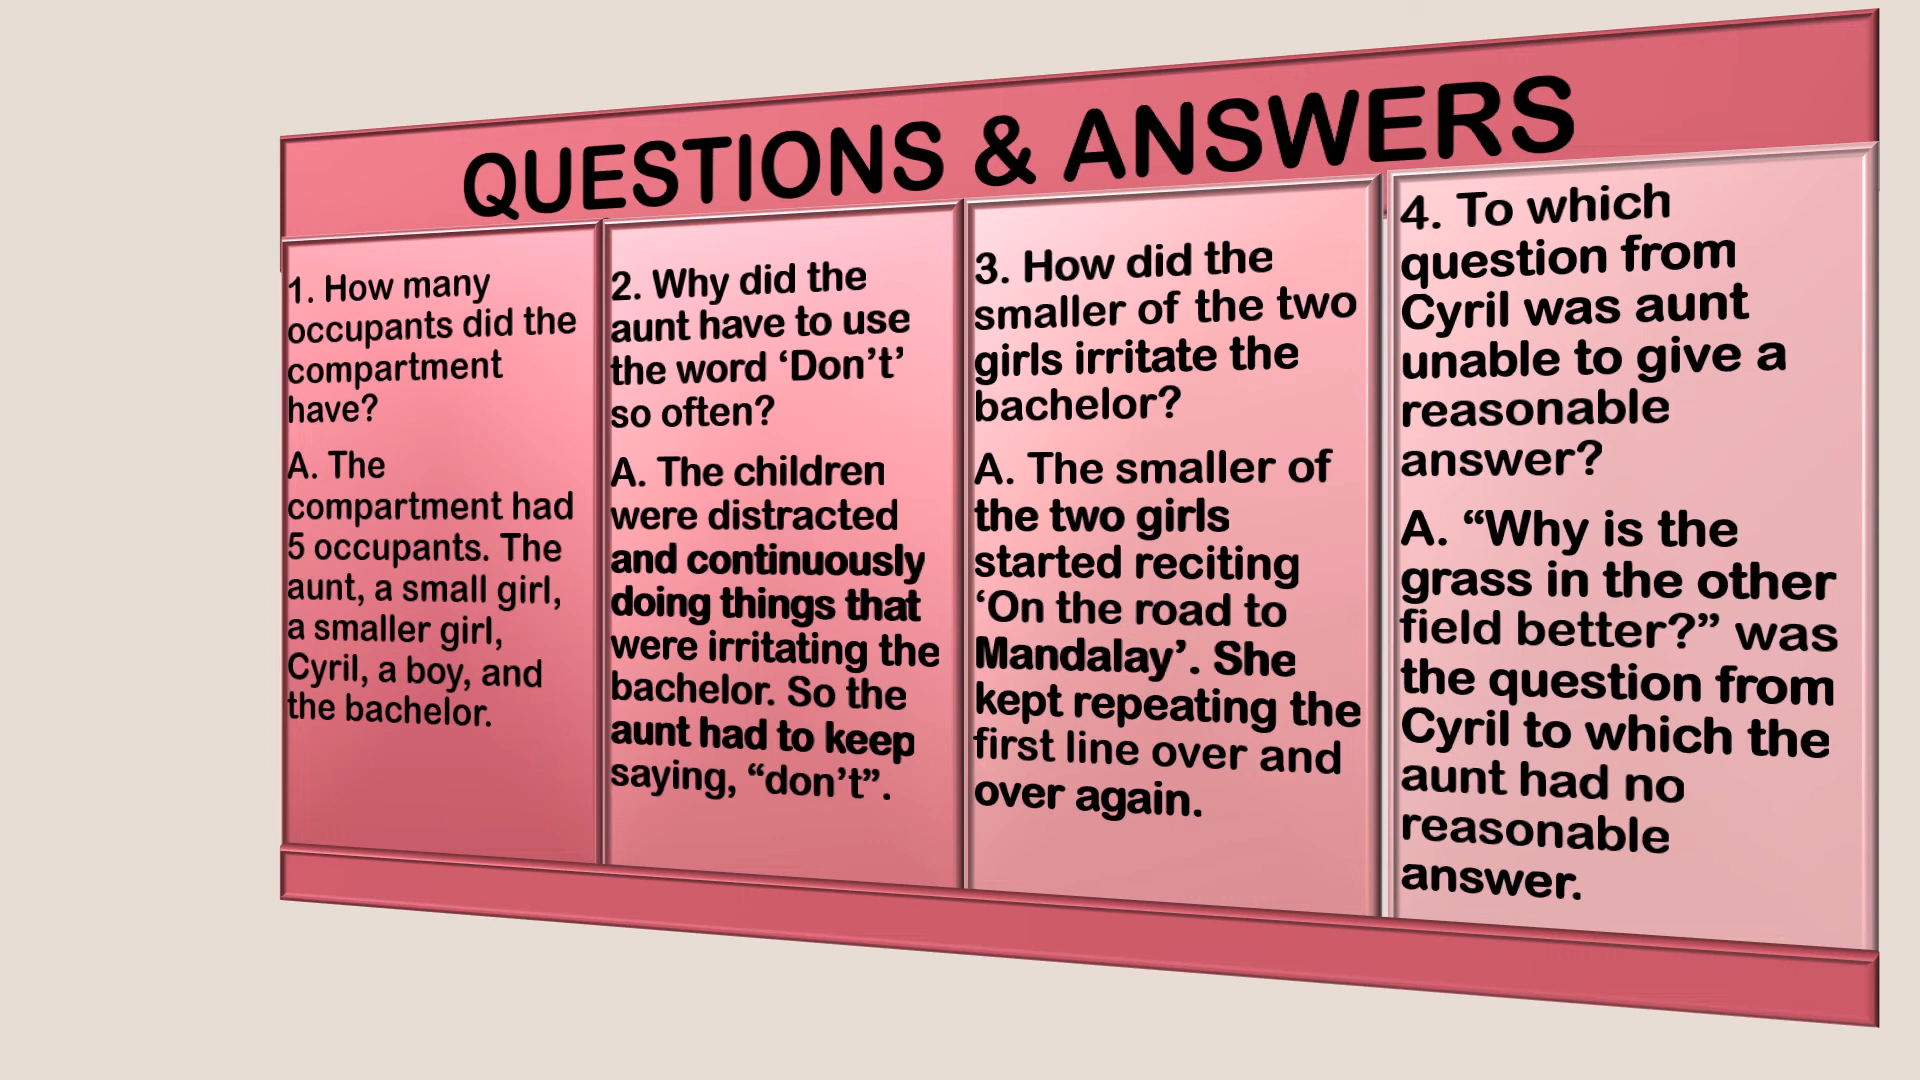 QUESTIONS & ANSWERS
1. How many
occupants did the
compartment
have?
A. The
compartment had
5 occupants. The
aunt, a small girl,
a smaller girl,
Cyril, a boy, and
the bachelor.
2. Why did the
aunt have to use
the word ‘Don’t’
so often?
A. The children
were distracted
and continuously
doing things that
were irritating the
bachelor. So the
aunt had to keep
saying, “don’t”.
3. How did the
smaller of the two
girls irritate the
bachelor?
A. The smaller of
the two girls
started reciting
‘On the road to
Mandalay’. She
kept repeating the
first line over and
over again.
4. To which
question from
Cyril was aunt
unable to give a
reasonable
answer?
A. “Why is the
grass in the other
field better?” was
the question from
Cyril to which the
aunt had no
reasonable
answer.